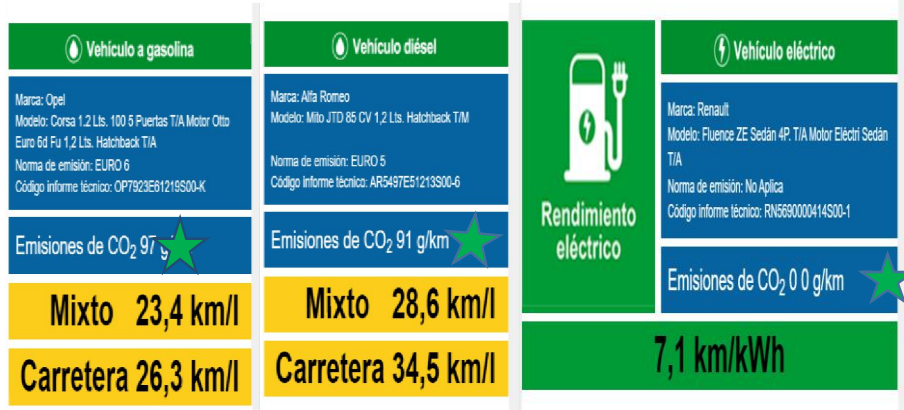 Vehículo a gasolina
Marca: Opel
Modelo: Corsa 1.2 Lts. 100 5 Puertas T/A Motor Otto
Euro 6d Fu 1,2 Lts. Hatchback T/A
Norma de emisión: EURO 6
Código informe técnico: OP7923E61219S00-K
Emisiones de CO2 97 g
Mixto 23,4 km/l
Carretera 26,3 km/l
Vehículo diésel
Marca: Alfa Romeo
Modelo: Mito JTD 85 CV 1,2 Lts. Hatchback T/M
Norma de emisión: EURO 5
Código informe técnico: AR5497E51213S00-6
Emisiones de CO2 91 g/km
Mixto 28,6 km/l
Carretera 34,5 km/l
Rendimiento
eléctrico
Vehículo eléctrico
Marca: Renault
Modelo: Fluence ZE Sedán 4P. T/A Motor Eléctri Sedán
T/A
Norma de emisión: No Aplica
Código informe técnico: RN5690000414S00-1
Emisiones de CO2 0 0 g/km
7,1 km/kWh